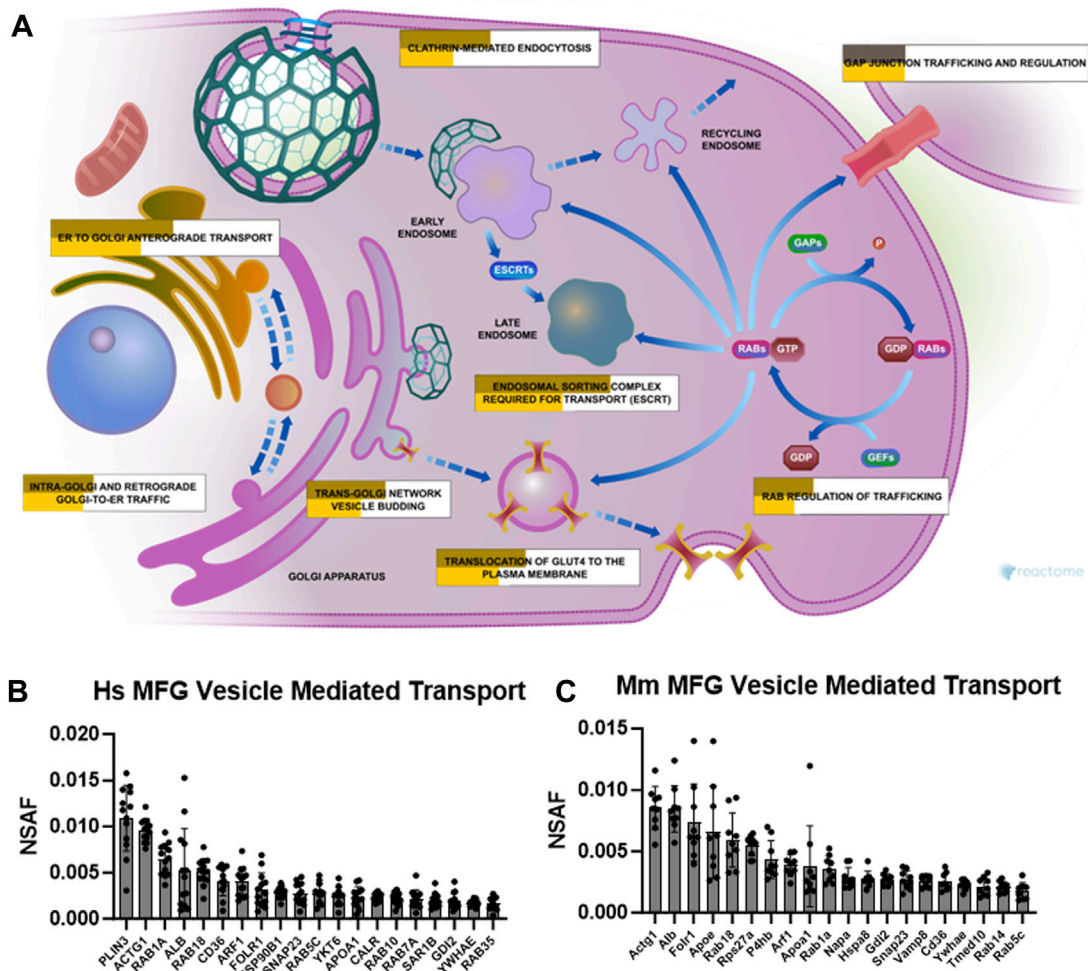 A
CLATHRIN-MEDIATED ENDOCYTOSIS
GAP JUNCTION TRAFFICKING AND REGULATION
RECYCLING
ENDOSOME
ER TO GOLGI ANTEROGRADE TRANSPORT
EARLY
ENDOSOME
GAPs
P
ESCRTs
LATE
ENDOSOME
RABs GTP
GDP RABs
ENDOSOMAL SORTING COMPLEX
REQUIRED FOR TRANSPORT (ESCRT)
GDP
GEFs
INTRA-GOLGI AND RETROGRADE
GOLGI-TO-ER TRAFFIC
TRANS-GOLGI NETWORK
VESICLE BUDDING
RAB REGULATION OF TRAFFICKING
TRANSLOCATION OF GLUT4 TO THE
PLASMA MEMBRANE
GOLGI APPARATUS
reactome
B
Hs MFG Vesicle Mediated Transport
NSAF
0.020
0.015
0.010
0.005
0.000
PLIN3
ACTG1
RAB1A
ALB
RAB18
CD36
ARF1
FOLR1
HSP90B1
SNAP23
RAB5C
YKT6
APOA1
CALR
RAB10
RAB7A
SAR1B
GDI2
YWHAE
RAB35
C
Mm MFG Vesicle Mediated Transport
NSAF
0.015
0.010
0.005
0.000
Actg1
Alb
Folr1
Apoe
Rab18
Rps27a
P4hb
Arf1
Apoa1
Rab1a
Napa
Hspa8
Gdi2
Snap23
Vamp8
Cd36
Ywhae
Tmed10
Rab14
Rab5c